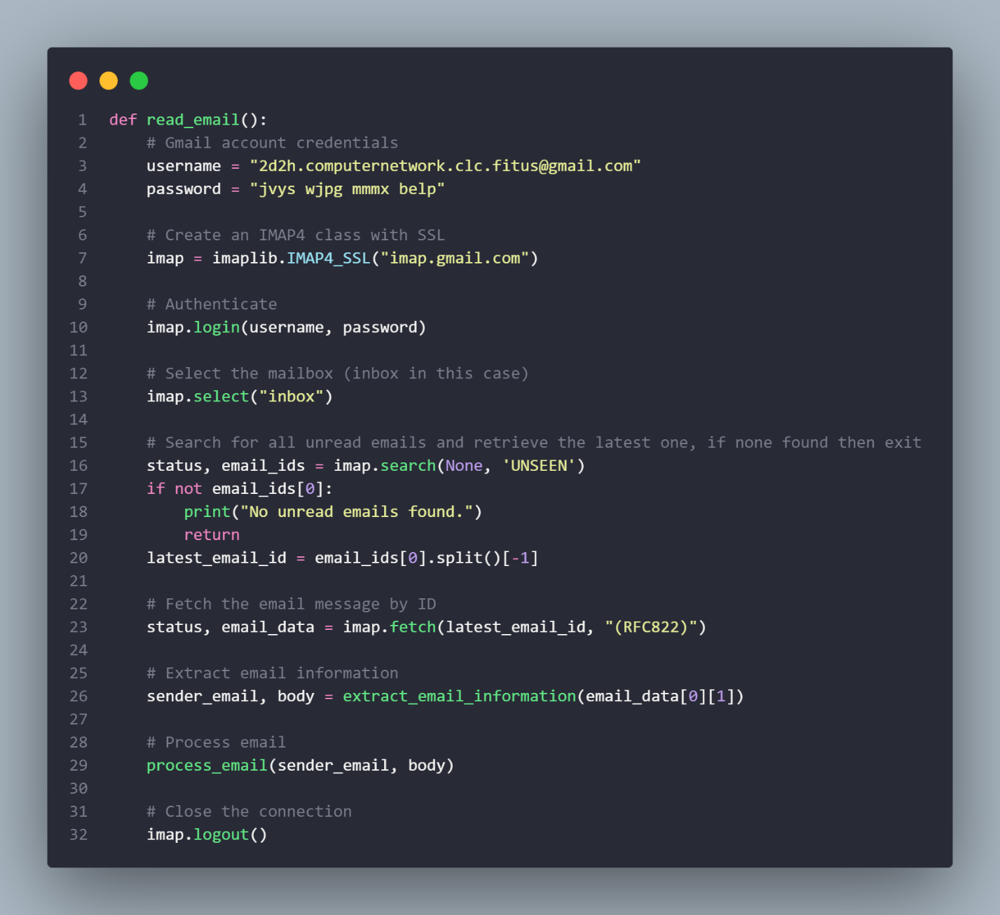 1 def read_email():
2     # Gmail account credentials
3     username = "2d2h.computernetwork.clc.fitus@gmail.com"
4     password = "jvys wjpg mmmx belp"
5
6     # Create an IMAP4 class with SSL
7     imap = imaplib.IMAP4_SSL("imap.gmail.com")
8
9     # Authenticate
10     imap.login(username, password)
11
12     # Select the mailbox (inbox in this case)
13     imap.select("inbox")
14
15     # Search for all unread emails and retrieve the latest one, if none found then exit
16     status, email_ids = imap.search(None, 'UNSEEN')
17     if not email_ids[0]:
18         print("No unread emails found.")
19         return
20     latest_email_id = email_ids[0].split()[-1]
21
22     # Fetch the email message by ID
23     status, email_data = imap.fetch(latest_email_id, "(RFC822)")
24
25     # Extract email information
26     sender_email, body = extract_email_information(email_data[0][1])
27
28     # Process email
29     process_email(sender_email, body)
30
31     # Close the connection
32     imap.logout()